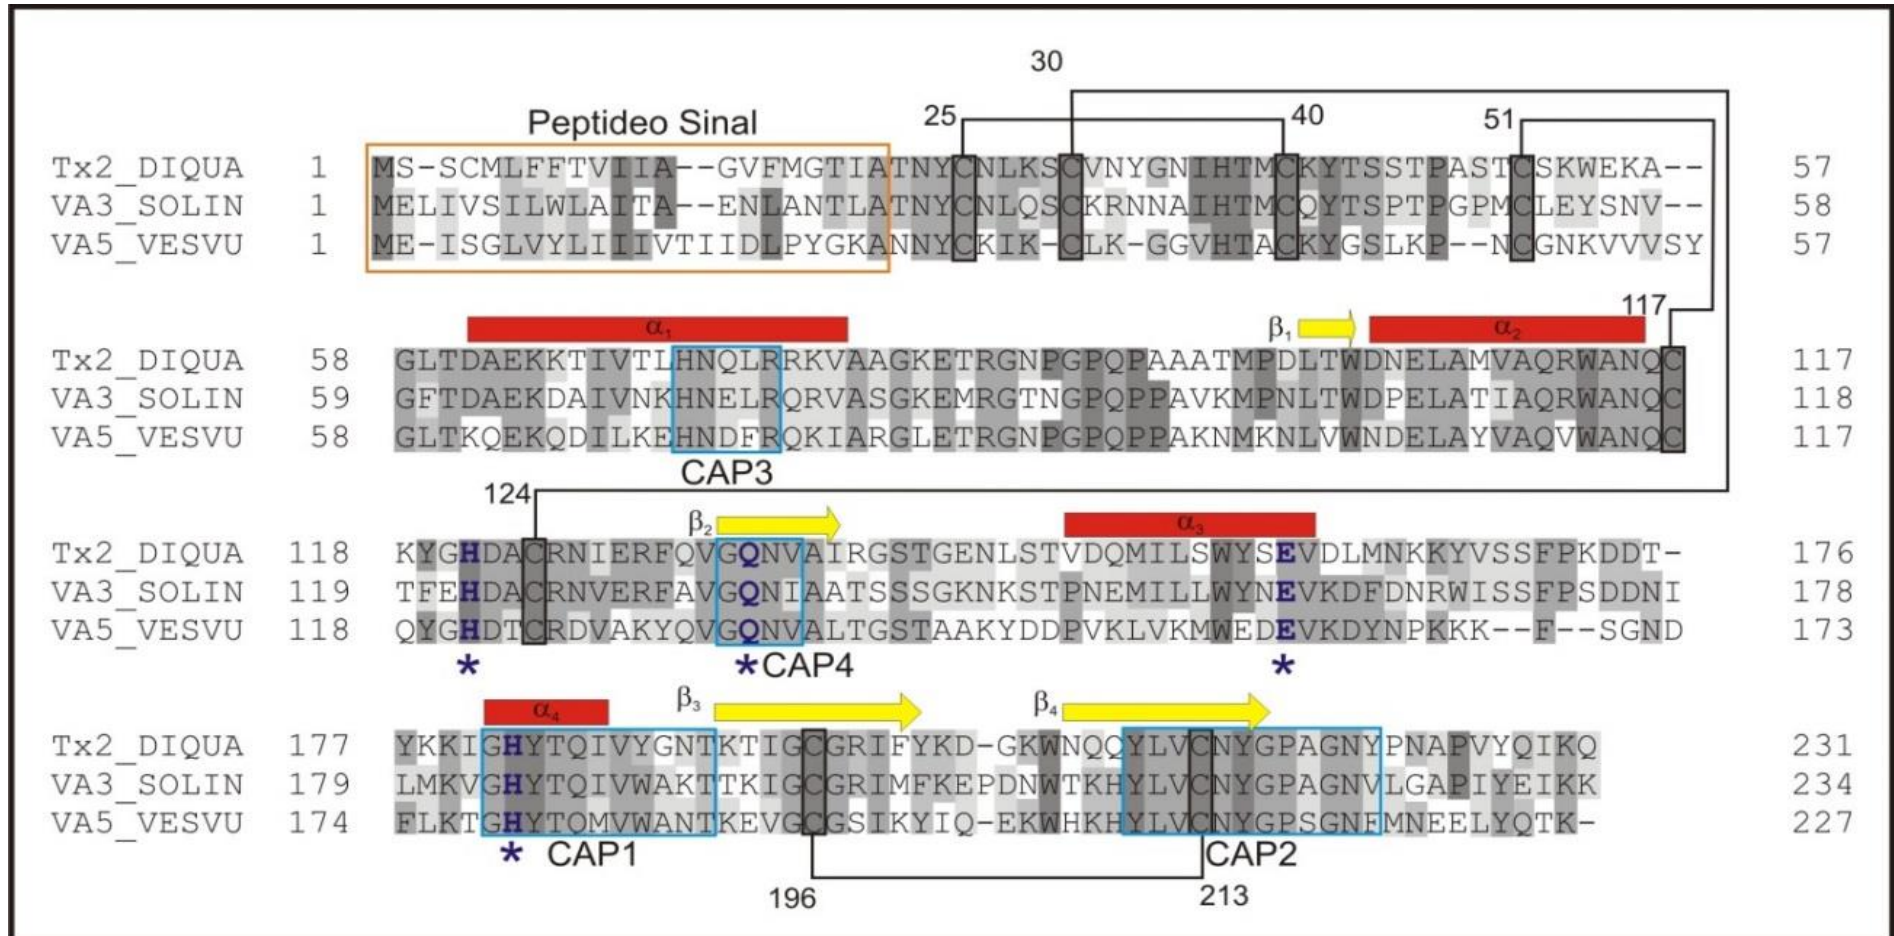 30
Peptideo Sinal 25 40 51
Tx2_DIQUA 1 MS-SCMLFFTVIIA--GVFMGTIATNYCNLKSCVNYGNIHTMCKYTSSTPASTCSKWEKA-- 57
VA3_SOLIN 1 MELIVSILWLAITA--ENLANTLATNYCNLQSCKRNNAIHTMCQYTSPTPGPMCLEYSNV-- 58
VA5_VESVU 1 ME-ISGLVYLIIIVTIIDLPYGKANNYCKIK-CLK-GGVHTACKYGSLKP--NCGNKVVVSY 57
117
α1 β1 α2
Tx2_DIQUA 58 GLTDAEKKTIVTLHNQLRRKVAAGKETRGNPGPQPAAATMPDLTWDNELAMVAQRWANQC 117
VA3_SOLIN 59 GFTDAEKDAIVNKHNELRQRVASGKEMRGTNGPQPPAVKMPNLTWDPELATIAQRWANQC 118
VA5_VESVU 58 GLTKQEKQDILKEHNDFRQKIARGLETRGNPGPQPPAKNMKNLVWNDELAYVAQVWANQC 117
CAP3
124
β2 α3
Tx2_DIQUA 118 KYGHDACRNIERFQVGQNVAIRGSTGENLSTVDQMILSWYSEVDLMNKKYVSSFPKDDT- 176
VA3_SOLIN 119 TFEHDACRNVERFAVGQNIAATSSSGKNKSTPNEMILLWYNEVKDFDNRWISSFPSDDNI 178
VA5_VESVU 118 QYGHDTCRDVAKYQVGQNVALTGSTAAKYDDPVKLVKMWEDEVKDYNPKKK--F--SGND 173
* * CAP4 *
α4 β3 β4
Tx2_DIQUA 177 YKKIGHYTQIVYGNTKTIGCGRIFYKD-GKWNQQYLVCNYGPAGNYPNAPVYQIKQ 231
VA3_SOLIN 179 LMKVGHYTQIVWAKTTKIGCGRIMFKEPDNWTKHYLVCNYGPAGNVLGAPIYEIKK 234
VA5_VESVU 174 FLKTGHYTQMVWANTKEVGCGSIKYIQ-EKWHKHYLVCNYGPSGNFMNEELYQTK- 227
* CAP1 CAP2
196 213